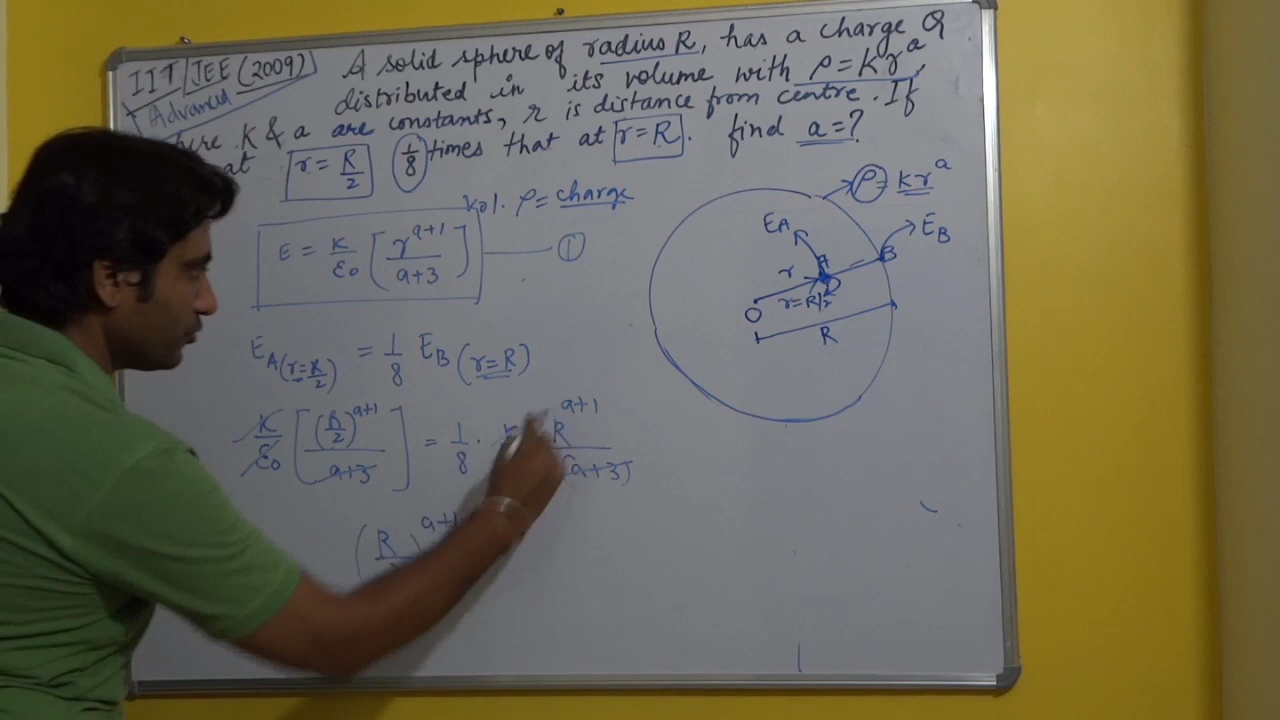 IIT/JEE (2009) A solid sphere of radius R, has a charge Q
Advanced distributed in its volume with ρ = Kr^a,
here K & a are constants, r is distance from centre. If
at r = R/2 1/8 times that at r = R. find a = ?
Vol. ρ = charge
E = K/ε0 [ r^(a+1) / (a+3) ] ①
E_A (r = R/2) = 1/8 E_B (r = R)
K/ε0 [ (R/2)^(a+1) / (a+3) ] = 1/8 . R^(a+1) / (a+3)
(R a+1
ρ = Kr^a
E_A
E_B
A
B
r
r = R/2
O
R